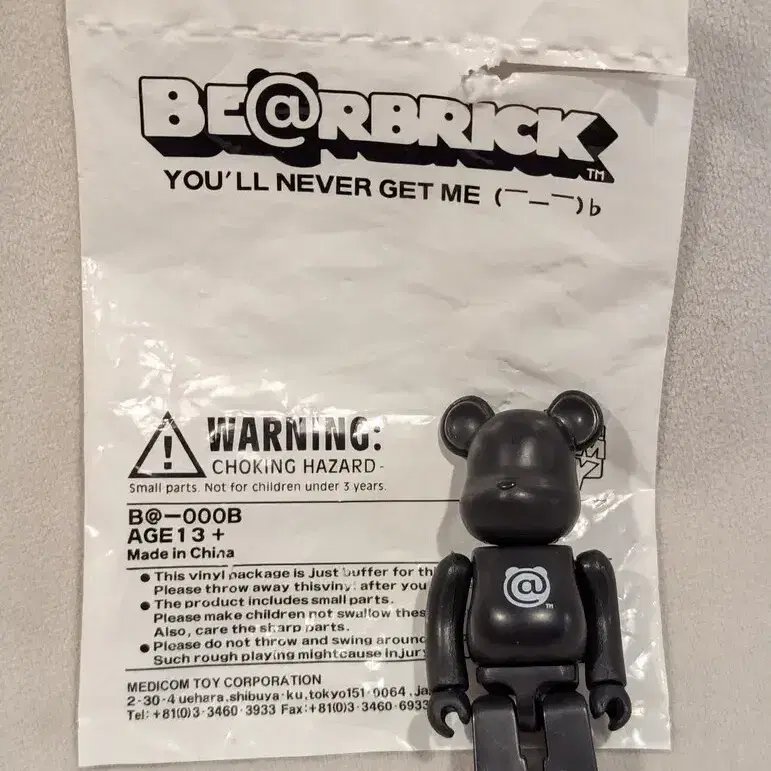 BE@RBRICK TM
YOU'LL NEVER GET ME (￣ー￣)b
WARNING:
CHOKING HAZARD-
Small parts. Not for children under 3 years.
B@-000B
AGE13+
Made in China
● This vinyl package is just buffer for
Please throw away thisvinyl after you
● The product includes small parts.
Please make children not swallow
Also, care the sharp parts.
● Please do not throw and swing around
Such rough playing mightcause injury
MEDICOM TOY CORPORATION
2-30-4 uehara,shibuya-ku,tokyo151-0064,
Tel: +81(0)3-3460-3933 Fax:+81(0)3-3460-6933
@ TM